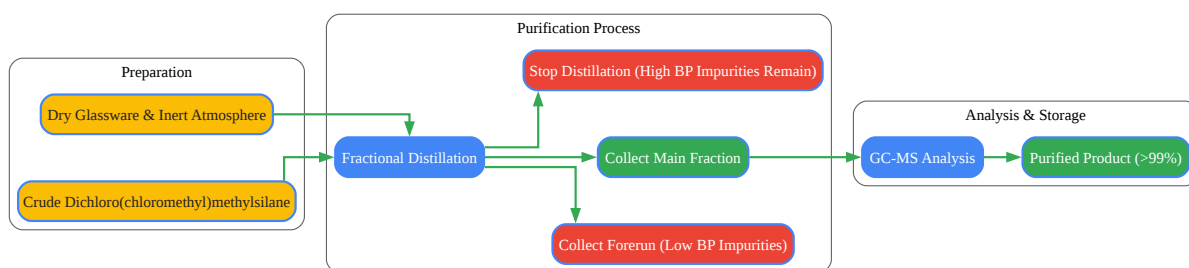 Preparation
Dry Glassware & Inert Atmosphere
Crude Dichloro(chloromethyl)methylsilane
Purification Process
Stop Distillation (High BP Impurities Remain)
Fractional Distillation
Collect Main Fraction
Collect Forerun (Low BP Impurities)
Analysis & Storage
GC-MS Analysis
Purified Product (>99%)